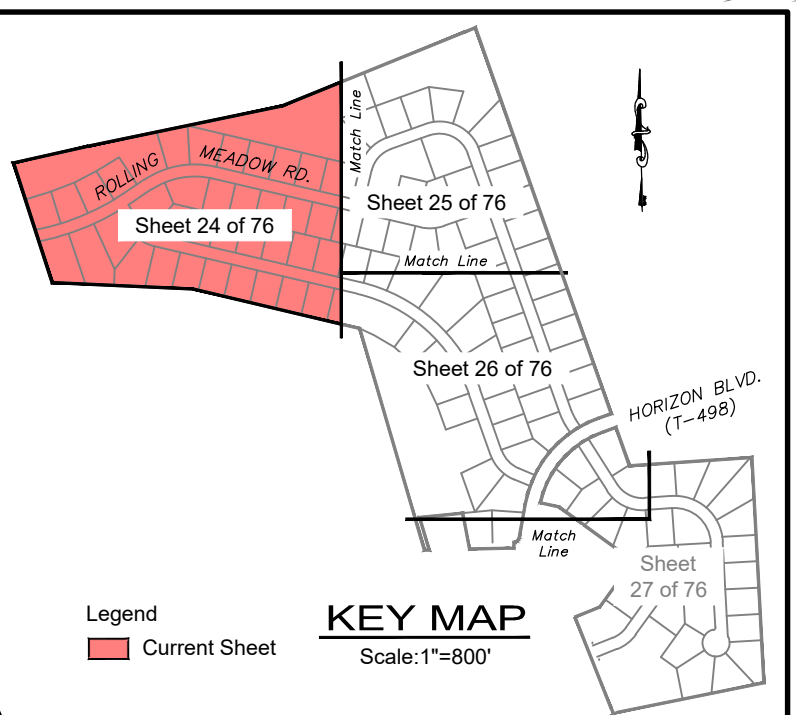 Match Line
ROLLING
MEADOW RD.
Sheet 24 of 76
Sheet 25 of 76
Match Line
Sheet 26 of 76
HORIZON BLVD.
(T-498)
Match
Line
Sheet
27 of 76
Legend
Current Sheet
KEY MAP
Scale:1"=800'